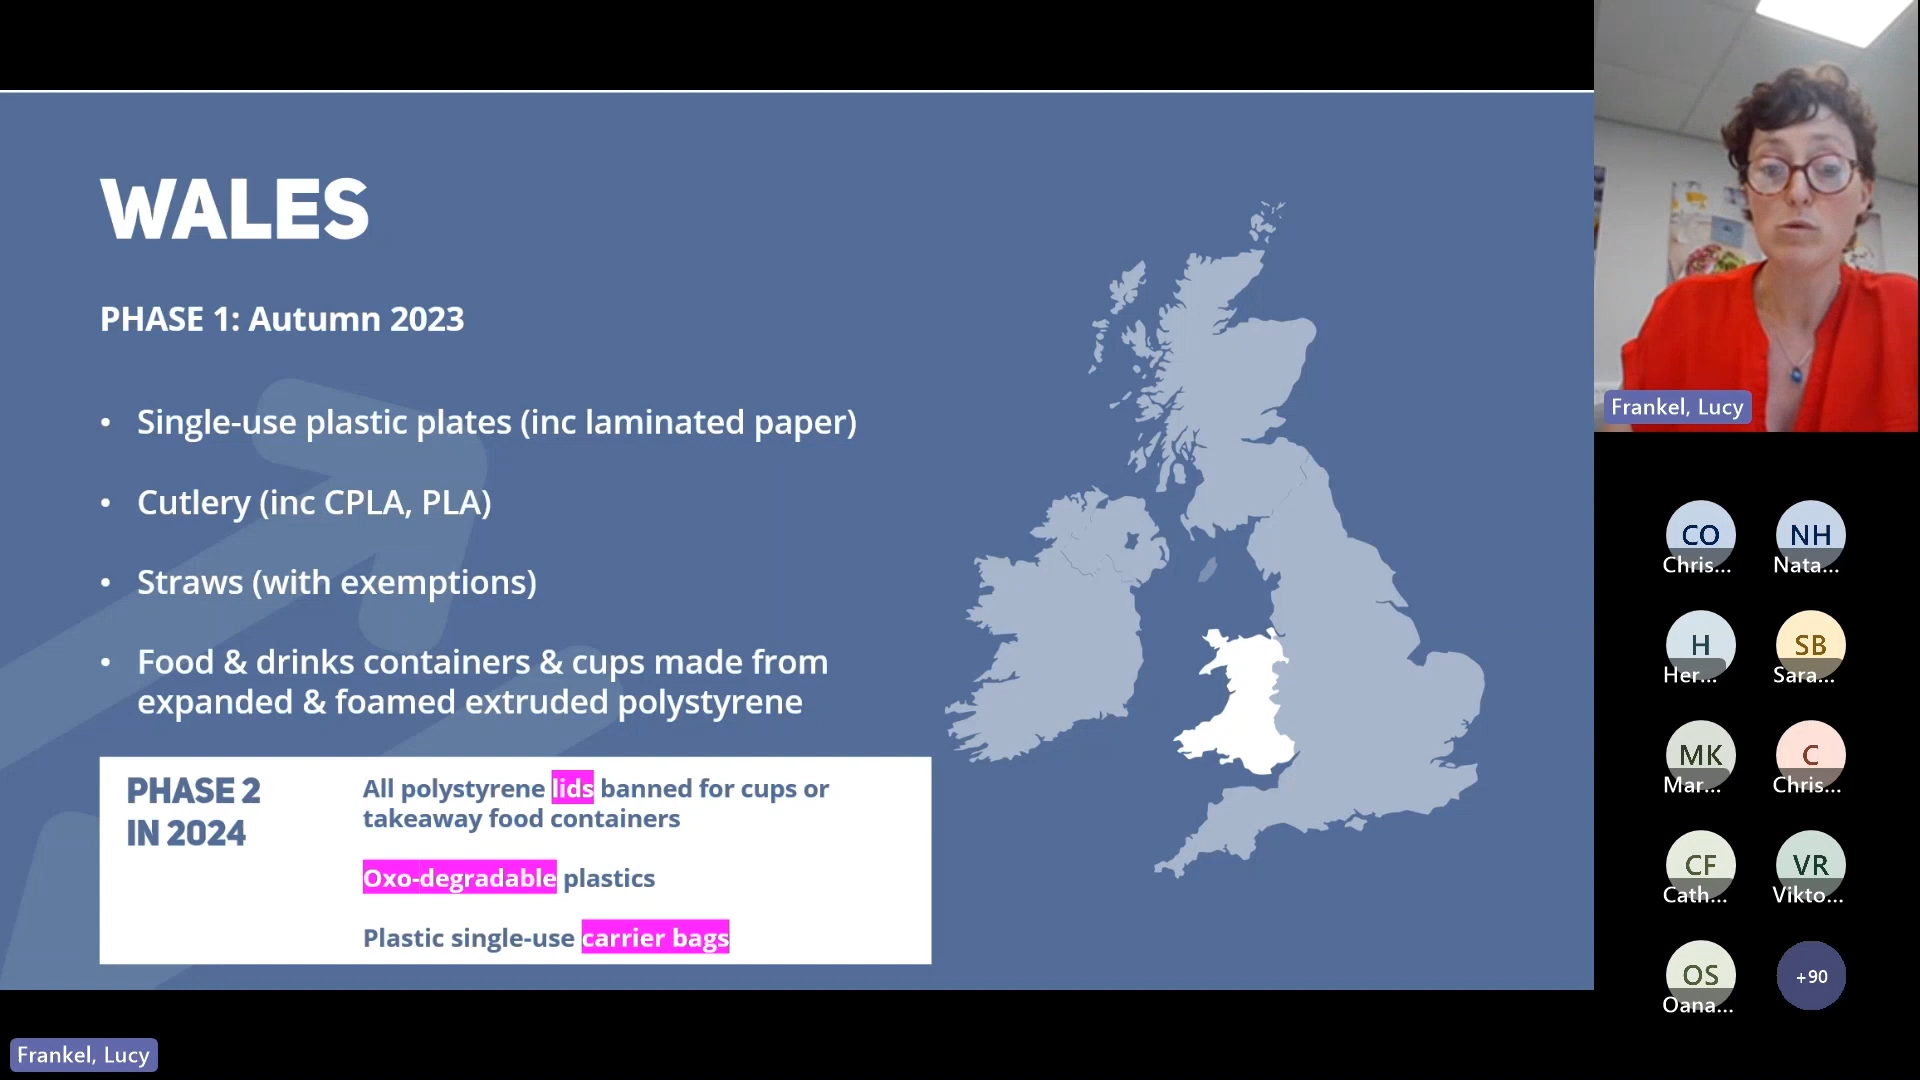 WALES
PHASE 1: Autumn 2023
• Single-use plastic plates (inc laminated paper)
• Cutlery (inc CPLA, PLA)
• Straws (with exemptions)
• Food & drinks containers & cups made from
expanded & foamed extruded polystyrene
PHASE 2
IN 2024
All polystyrene lids banned for cups or
takeaway food containers
Oxo-degradable plastics
Plastic single-use carrier bags
Frankel, Lucy
CO
Chris...
NH
Nata...
H
Her...
SB
Sara...
MK
Mar...
C
Chris...
CF
Cath...
VR
Vikto...
OS
Oana...
+90
Frankel, Lucy